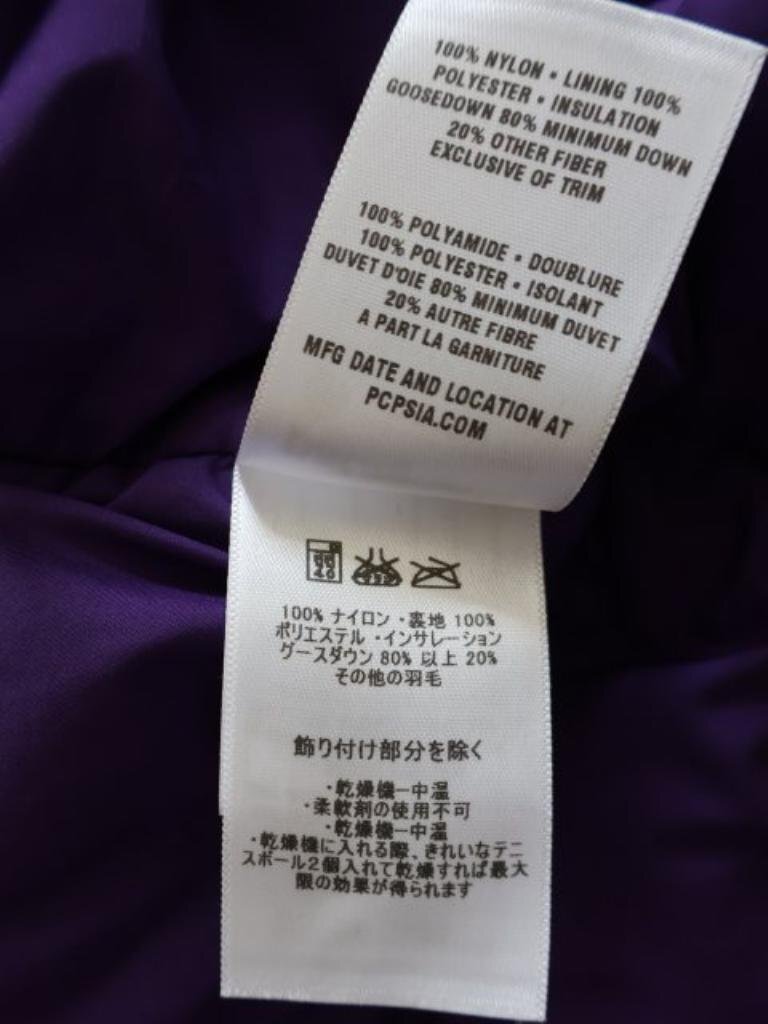 100% NYLON • LINING 100%
POLYESTER • INSULATION
GOOSEDOWN 80% MINIMUM DOWN
20% OTHER FIBER
EXCLUSIVE OF TRIM
100% POLYAMIDE • DOUBLURE
100% POLYESTER • ISOLANT
DUVET D'OIE 80% MINIMUM DUVET
20% AUTRE FIBRE
A PART LA GARNITURE
MFG DATE AND LOCATION AT
PCPSIA.COM
40
100% ナイロン・裏地 100%
ポリエステル・インサレーション
グースダウン 80% 以上 20%
その他の羽毛
飾り付け部分を除く
・乾燥機ー中温
・柔軟剤の使用不可
・乾燥機ー中温
・乾燥機に入れる際、きれいなテニ
スボール2個入れて乾燥すれば最大
限の効果が得られます